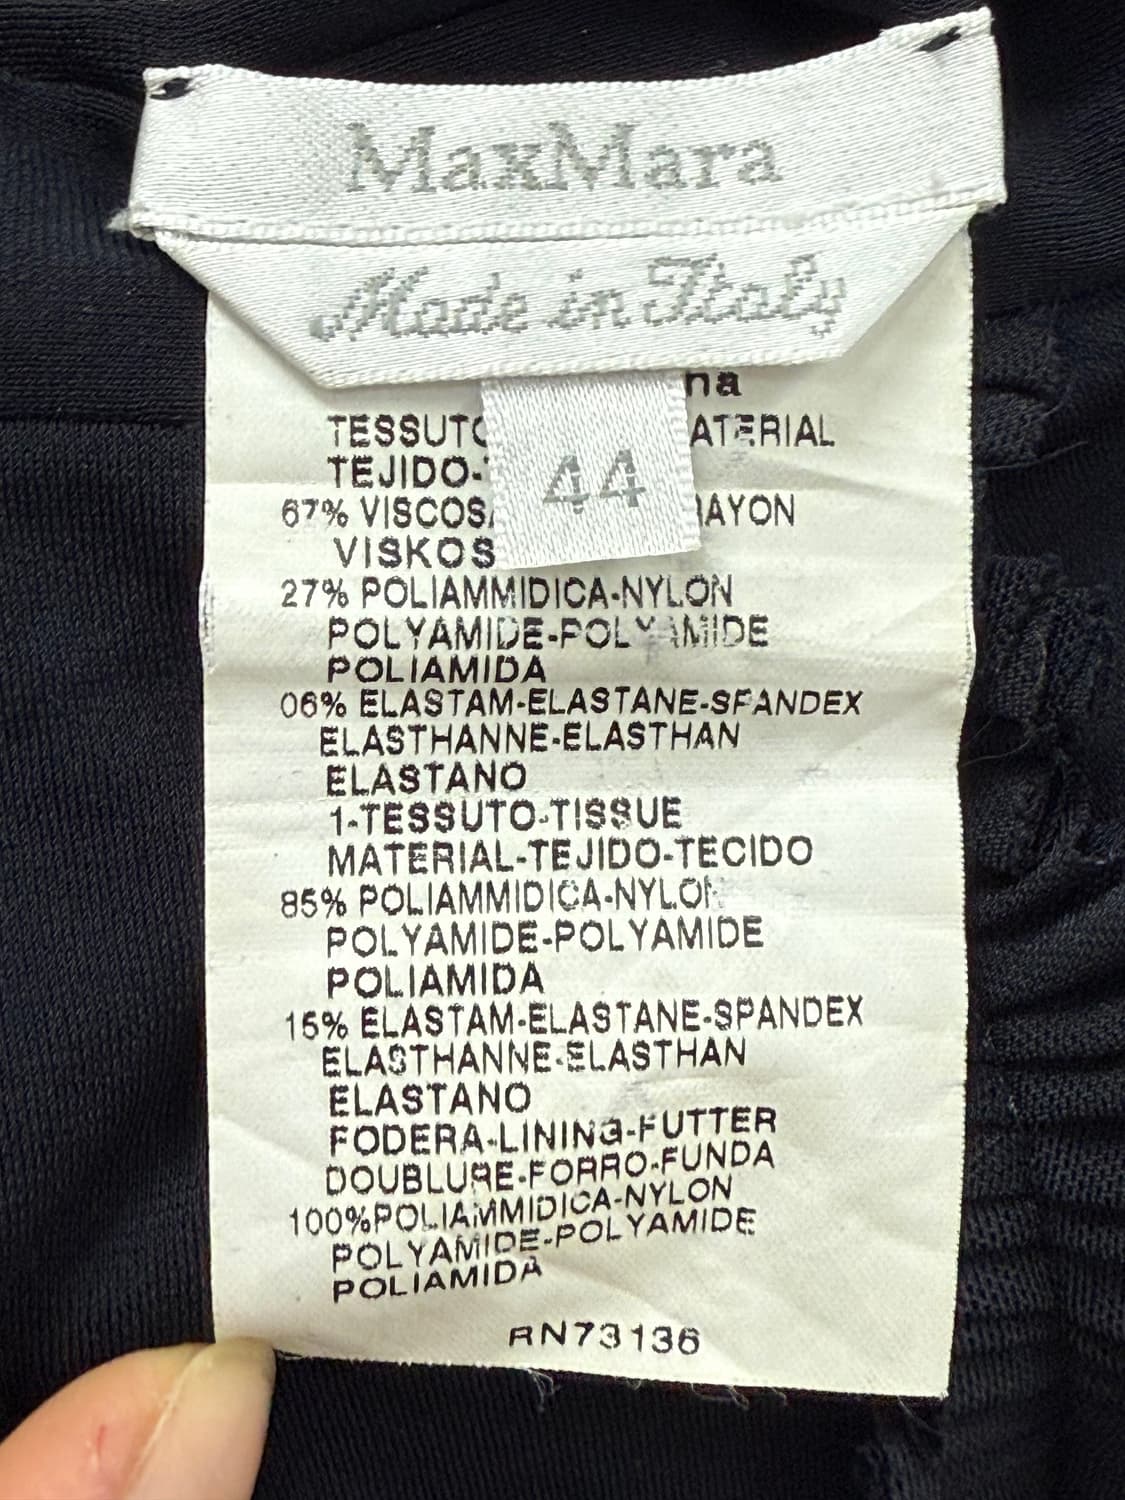 MaxMara
Made in Italy
44
TESSUTO
MATERIAL
TEJIDO-
67% VISCOSA
RAYON
VISKOS
27% POLIAMMIDICA-NYLON
POLYAMIDE-POLYAMIDE
POLIAMIDA
06% ELASTAM-ELASTANE-SPANDEX
ELASTHANNE-ELASTHAN
ELASTANO
1-TESSUTO-TISSUE
MATERIAL-TEJIDO-TECIDO
85% POLIAMMIDICA-NYLON
POLYAMIDE-POLYAMIDE
POLIAMIDA
15% ELASTAM-ELASTANE-SPANDEX
ELASTHANNE-ELASTHAN
ELASTANO
FODERA-LINING-FUTTER
DOUBLURE-FORRO-FUNDA
100%POLIAMMIDICA-NYLON
POLYAMIDE-POLYAMIDE
POLIAMIDA
RN73136